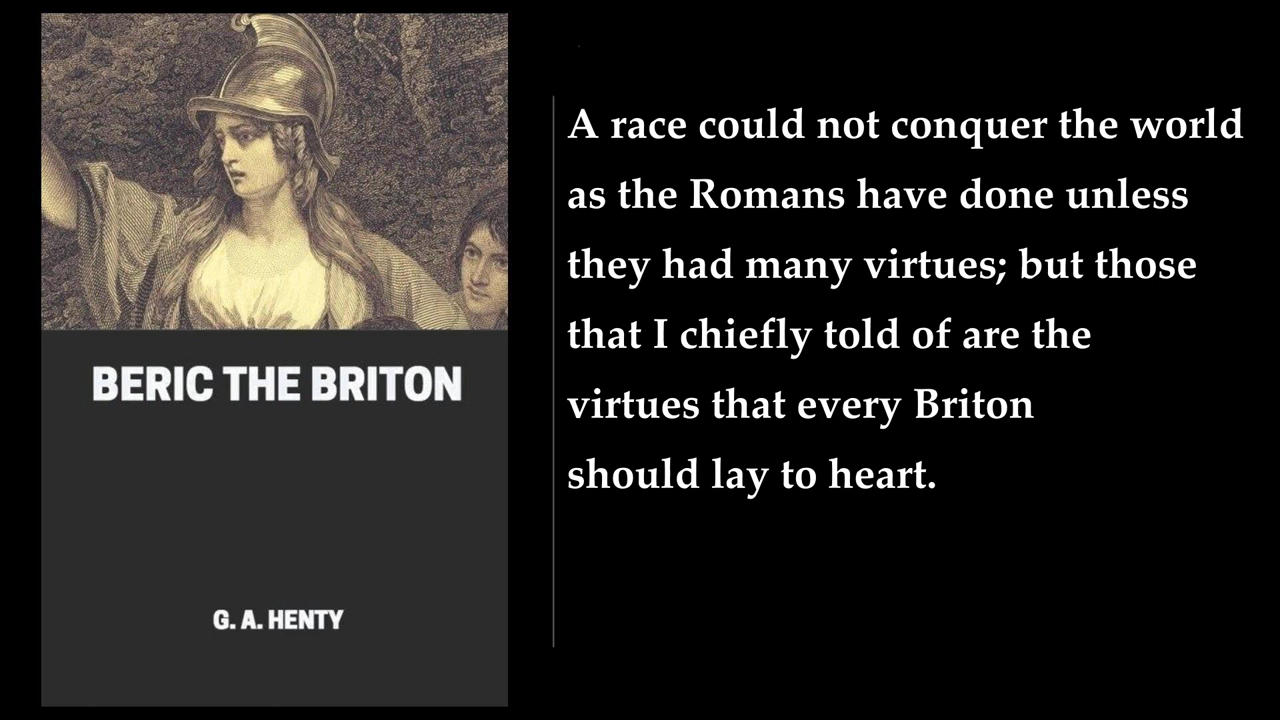 BERIC THE BRITON
G. A. HENTY
A race could not conquer the world
as the Romans have done unless
they had many virtues; but those
that I chiefly told of are the
virtues that every Briton
should lay to heart.